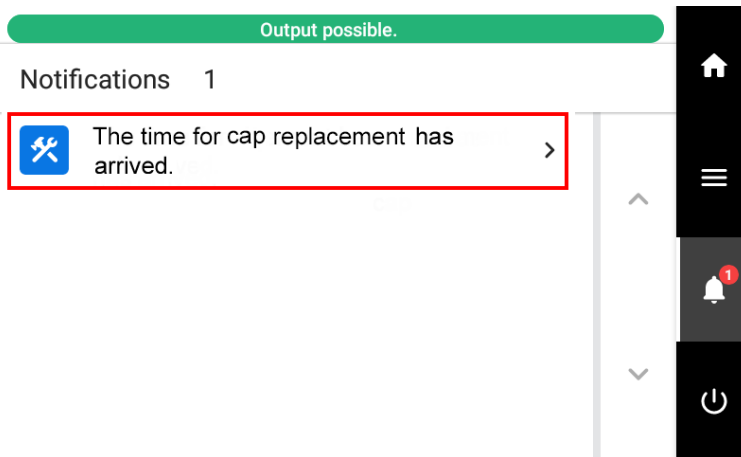 Output possible.
Notifications 1
The time for cap replacement has
arrived.
1